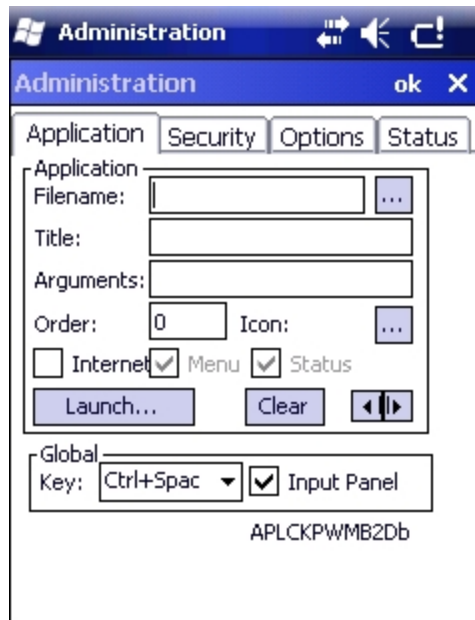 Administration
Administration ok X
Application Security Options Status
Application
Filename: ...
Title:
Arguments:
Order: 0 Icon: ...
Internet Menu Status
Launch... Clear
Global
Key: Ctrl+Spac Input Panel
APLCKPWMB2Db